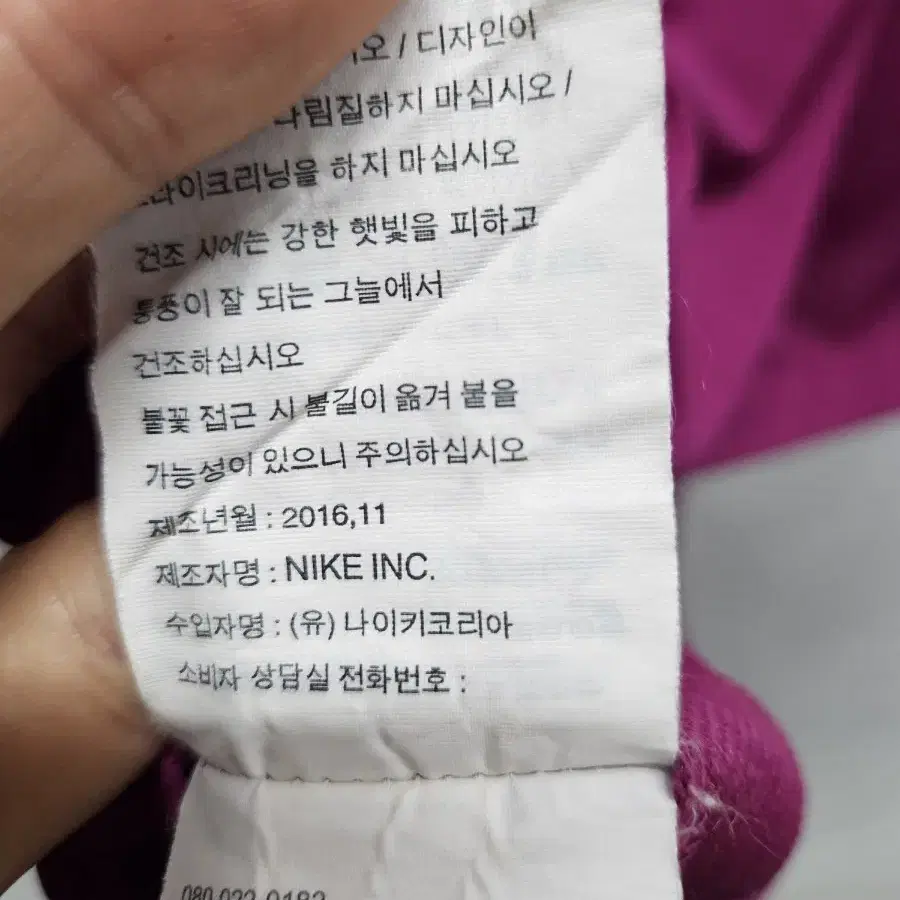 / 디자인이
다림질하지 마십시오 /
드라이크리닝을 하지 마십시오
건조 시에는 강한 햇빛을 피하고
통풍이 잘 되는 그늘에서
건조하십시오
불꽃 접근 시 불길이 옮겨 붙을
가능성이 있으니 주의하십시오
제조년월 : 2016,11
제조자명 : NIKE INC.
수입자명 : (유) 나이키코리아
소비자 상담실 전화번호 :